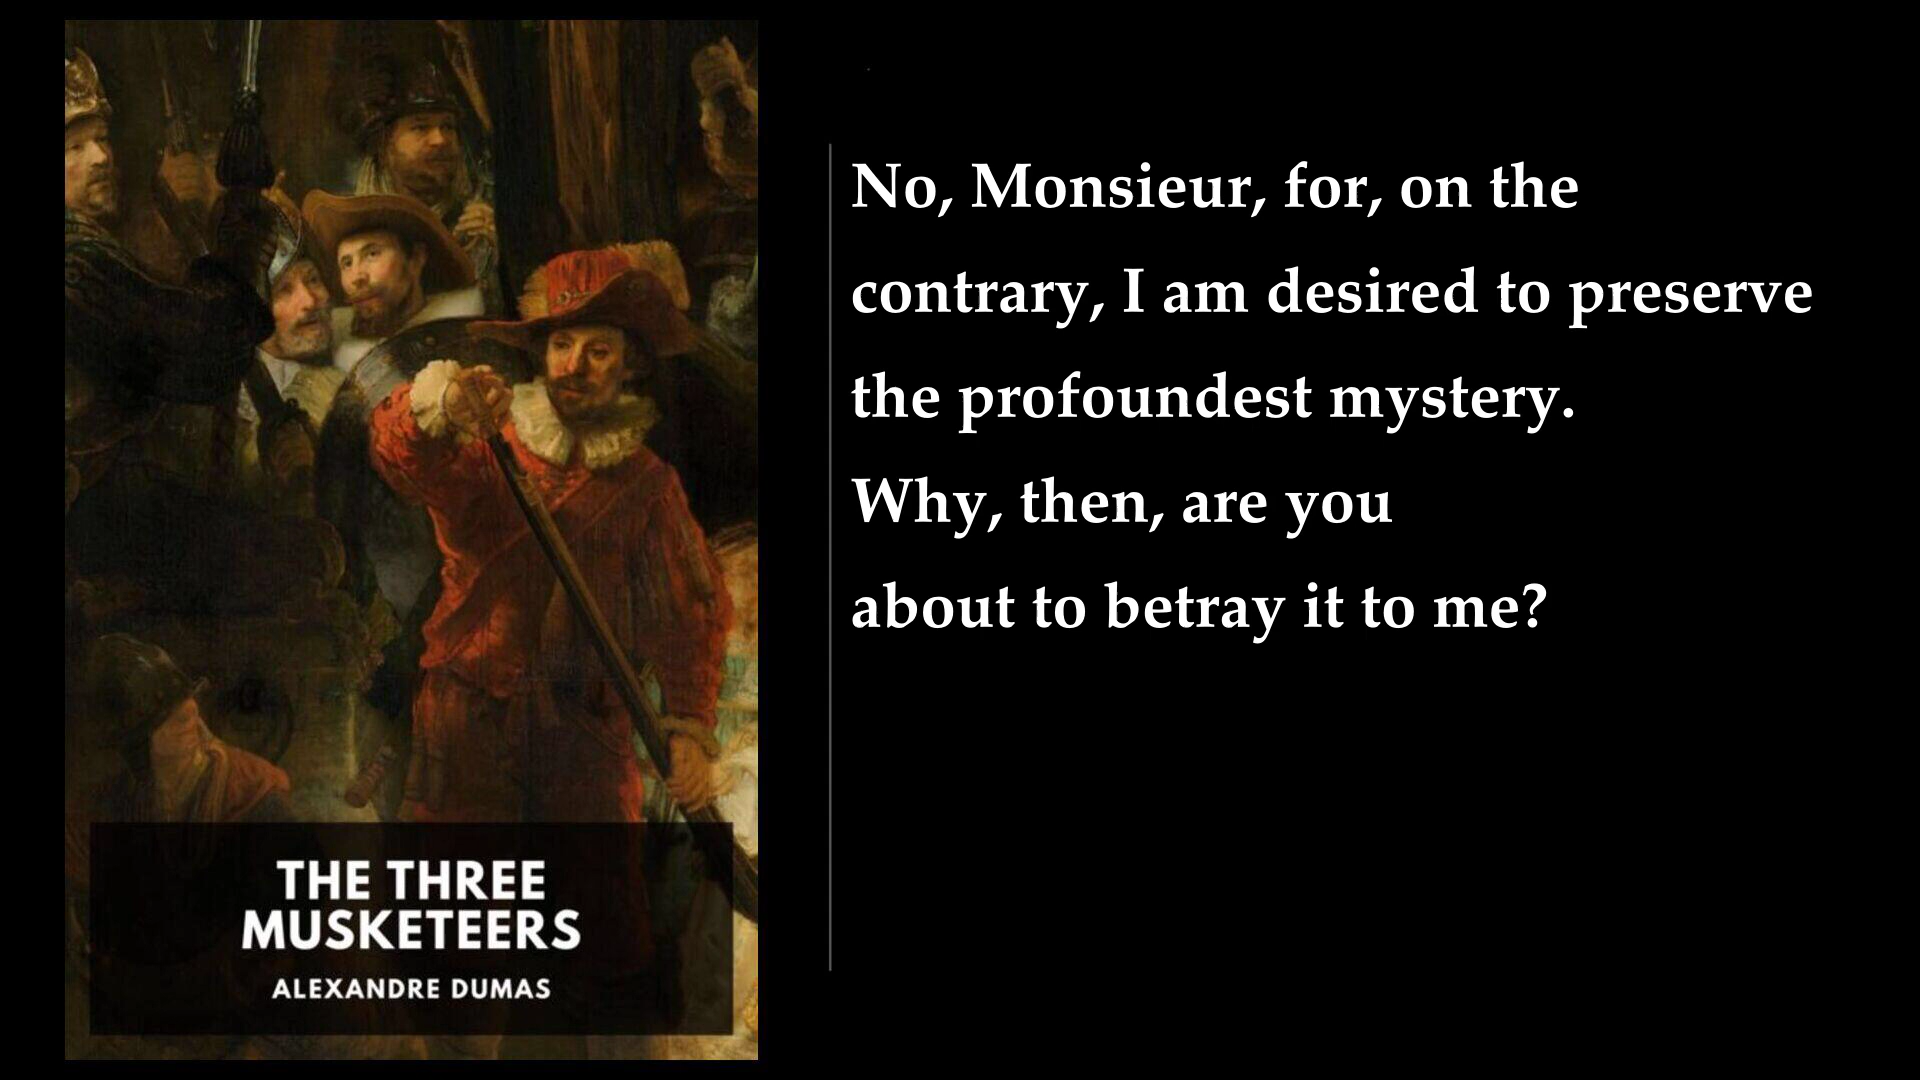 THE THREE
MUSKETEERS
ALEXANDRE DUMAS
No, Monsieur, for, on the
contrary, I am desired to preserve
the profoundest mystery.
Why, then, are you
about to betray it to me?